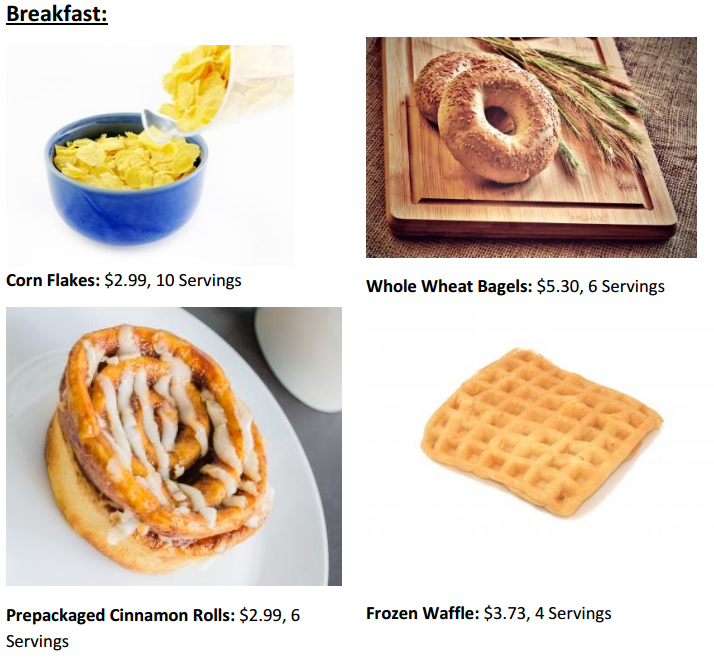 Breakfast:
Corn Flakes: $2.99, 10 Servings
Whole Wheat Bagels: $5.30, 6 Servings
Prepackaged Cinnamon Rolls: $2.99, 6
Servings
Frozen Waffle: $3.73, 4 Servings